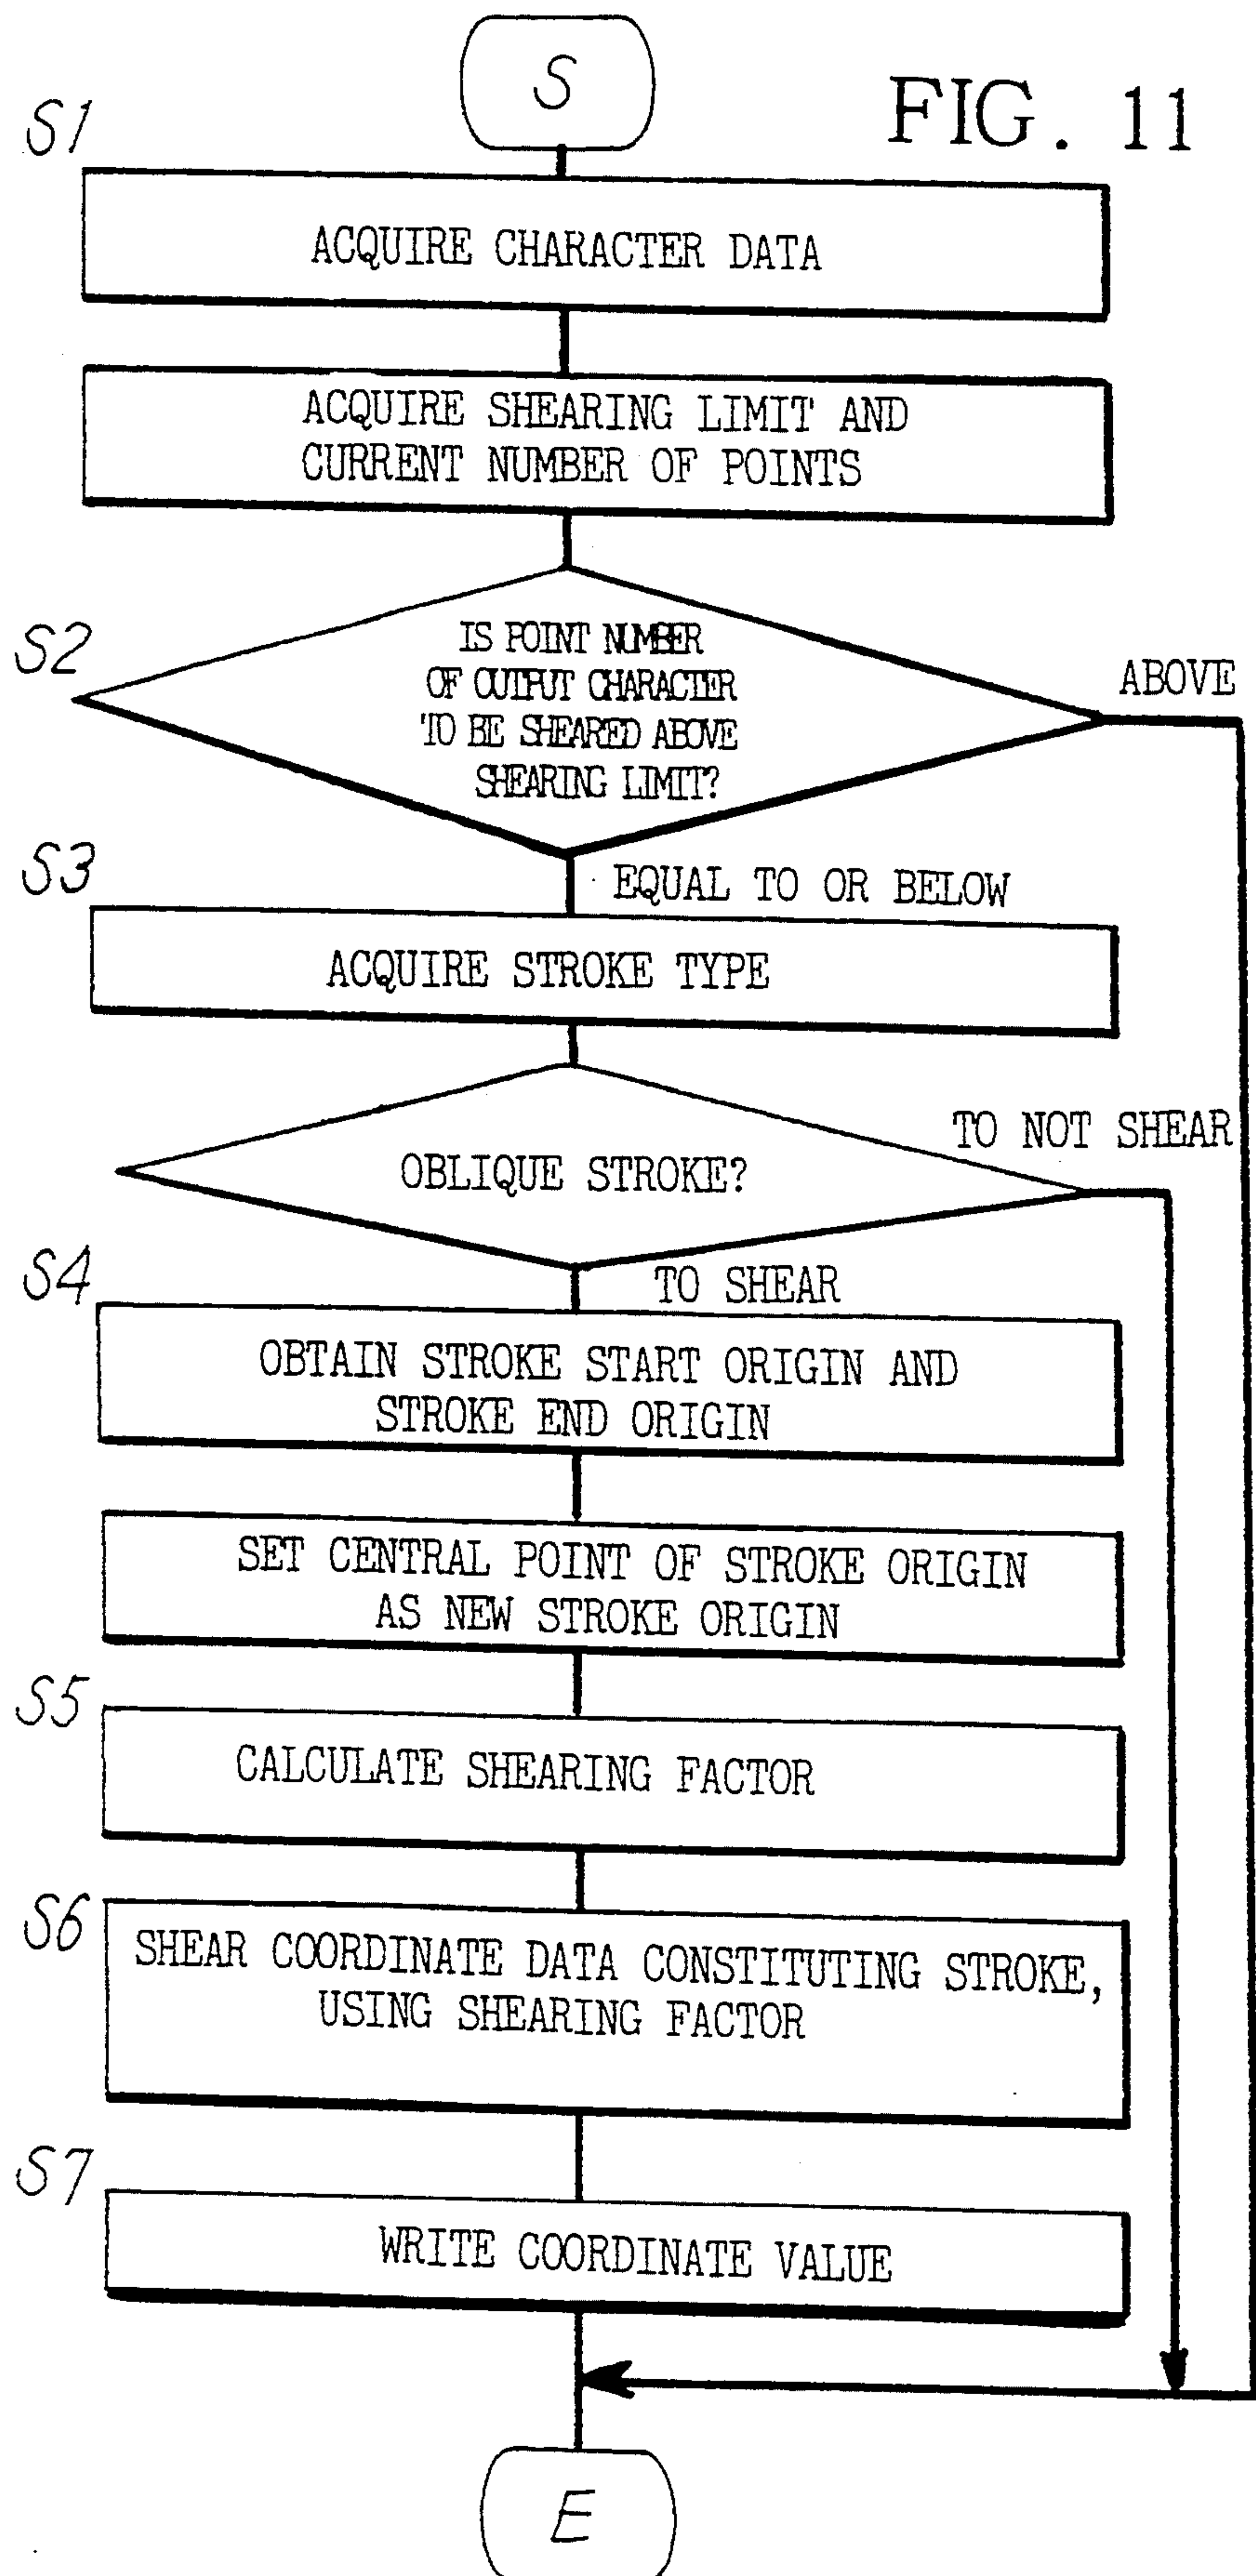 S
FIG. 11
S1
ACQUIRE CHARACTER DATA
ACQUIRE SHEARING LIMIT AND
CURRENT NUMBER OF POINTS
S2
IS POINT NUMBER
OF OUTPUT CHARACTER
TO BE SHEARED ABOVE
SHEARING LIMIT?
ABOVE
S3
EQUAL TO OR BELOW
ACQUIRE STROKE TYPE
TO NOT SHEAR
OBLIQUE STROKE?
S4
TO SHEAR
OBTAIN STROKE START ORIGIN AND
STROKE END ORIGIN
SET CENTRAL POINT OF STROKE ORIGIN
AS NEW STROKE ORIGIN
S5
CALCULATE SHEARING FACTOR
S6
SHEAR COORDINATE DATA CONSTITUTING STROKE,
USING SHEARING FACTOR
S7
WRITE COORDINATE VALUE
E